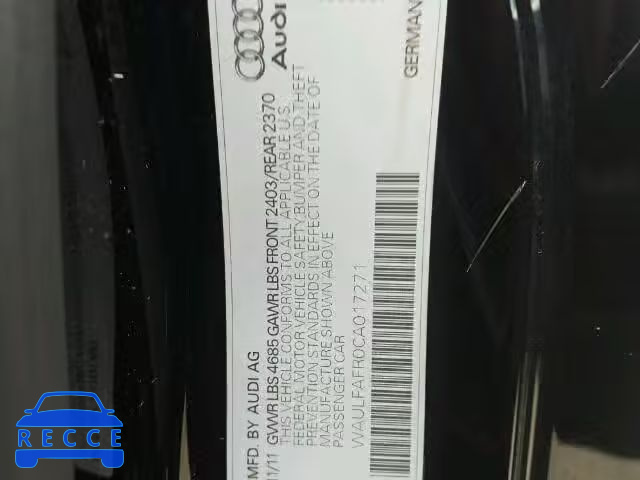 Audi
GERMAN
MFD. BY AUDI AG
1/11 GVWR LBS 4685 GAWR LBS FRONT 2403/REAR 2370
THIS VEHICLE CONFORMS TO ALL APPLICABLE U.S.
FEDERAL MOTOR VEHICLE SAFETY, BUMPER AND THEFT
PREVENTION STANDARDS IN EFFECT ON THE DATE OF
MANUFACTURE SHOWN ABOVE
PASSENGER CAR
WAULFAFR0CA017271
RECCE